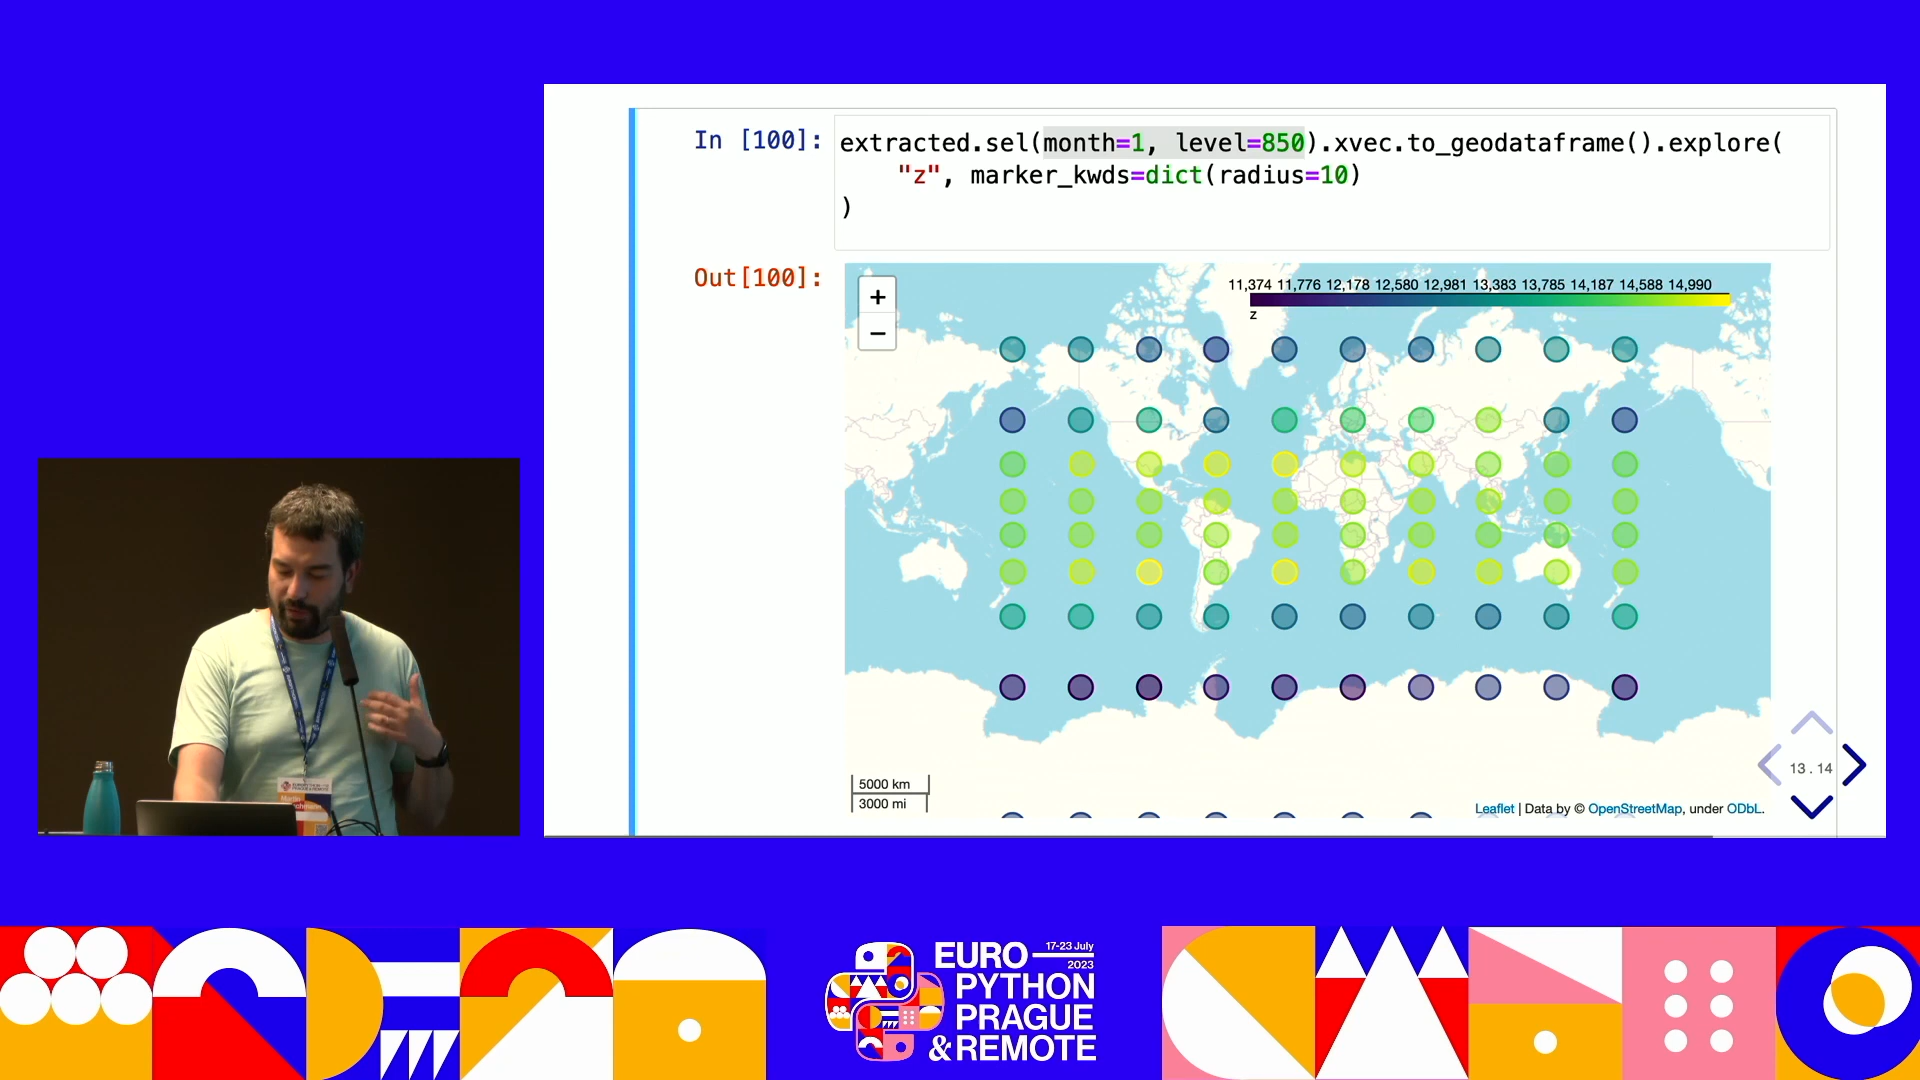 In [100]:
extracted.sel(month=1, level=850).xvec.to_geodataframe().explore(
"z", marker_kwds=dict(radius=10)
)
Out[100]:
+
−
11,374 11,776 12,178 12,580 12,981 13,383 13,785 14,187 14,588 14,990
z
5000 km
3000 mi
Leaflet | Data by © OpenStreetMap, under ODbL.
13.14
EURO
17-23 July
2023
PYTHON
PRAGUE
&REMOTE